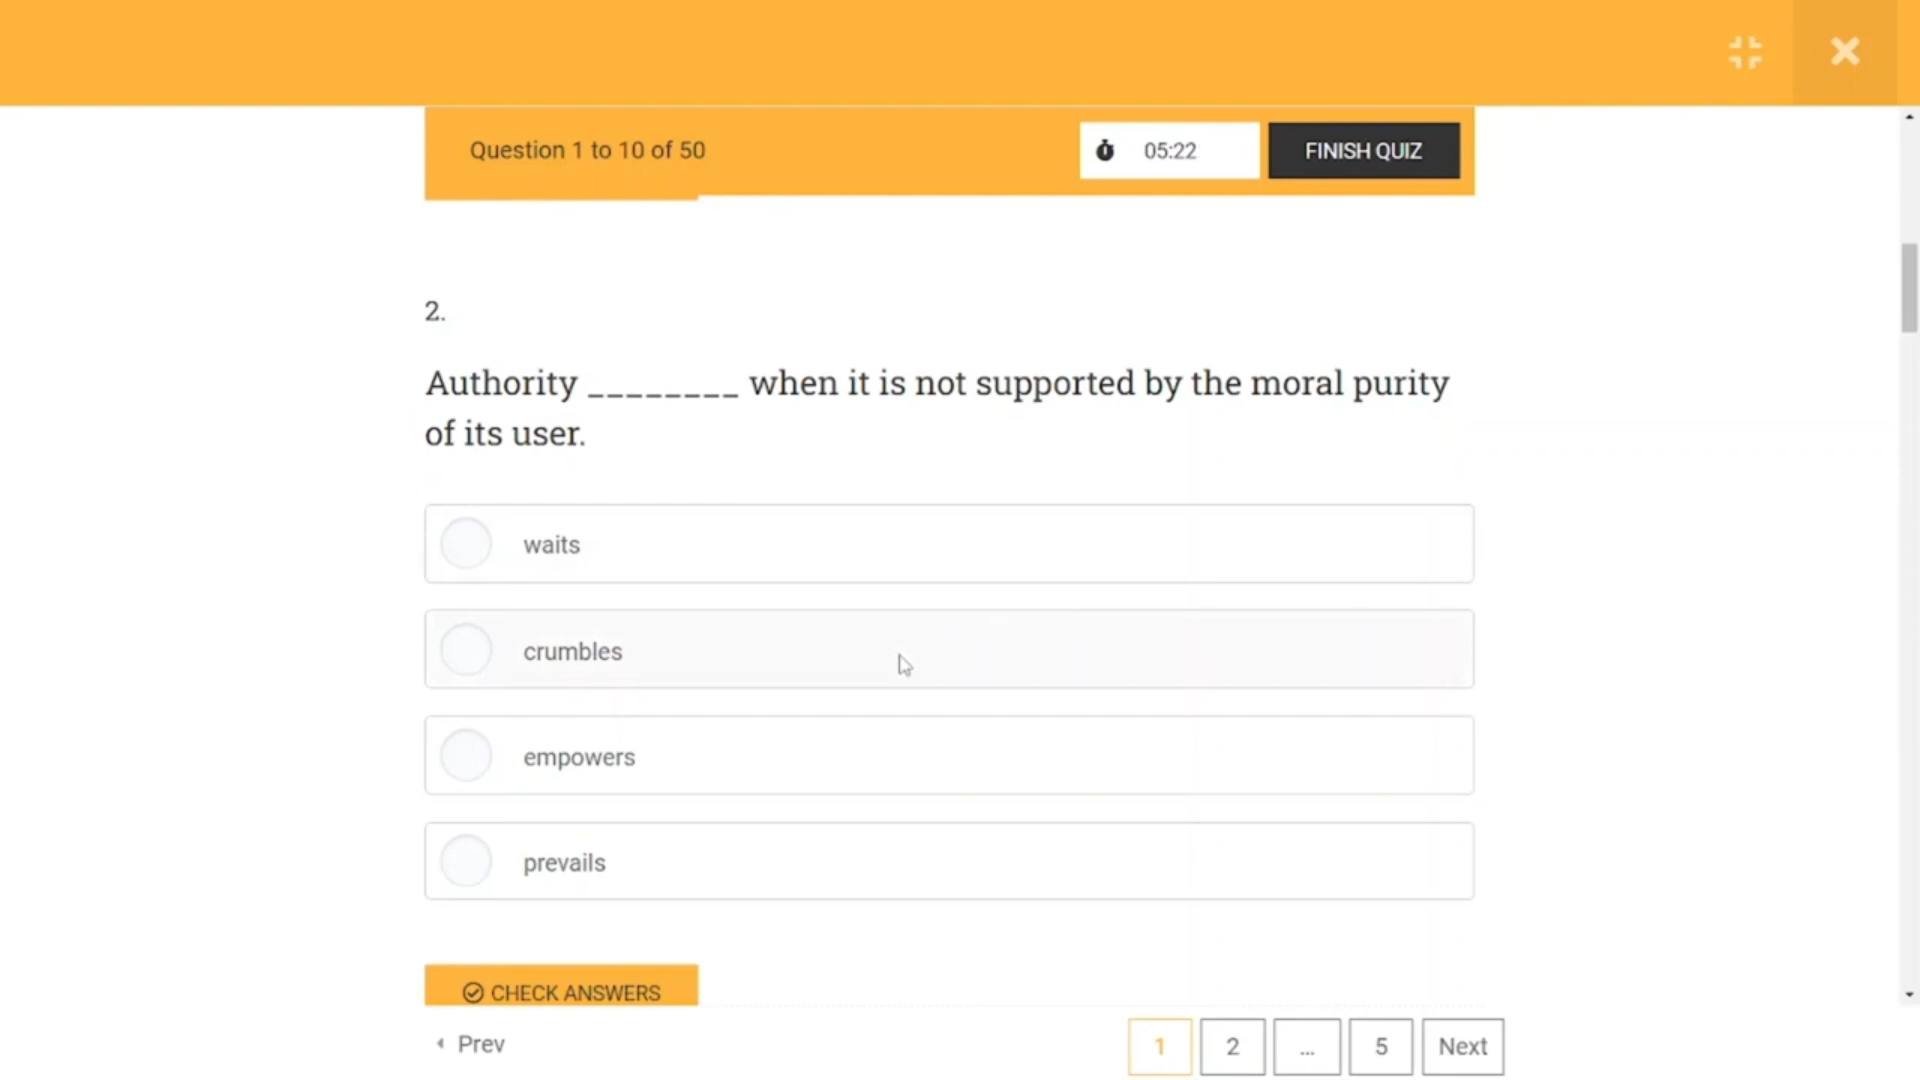 Question 1 to 10 of 50
05:22
FINISH QUIZ
2.
Authority ________ when it is not supported by the moral purity
of its user.
waits
crumbles
empowers
prevails
CHECK ANSWERS
Prev
1
2
...
5
Next